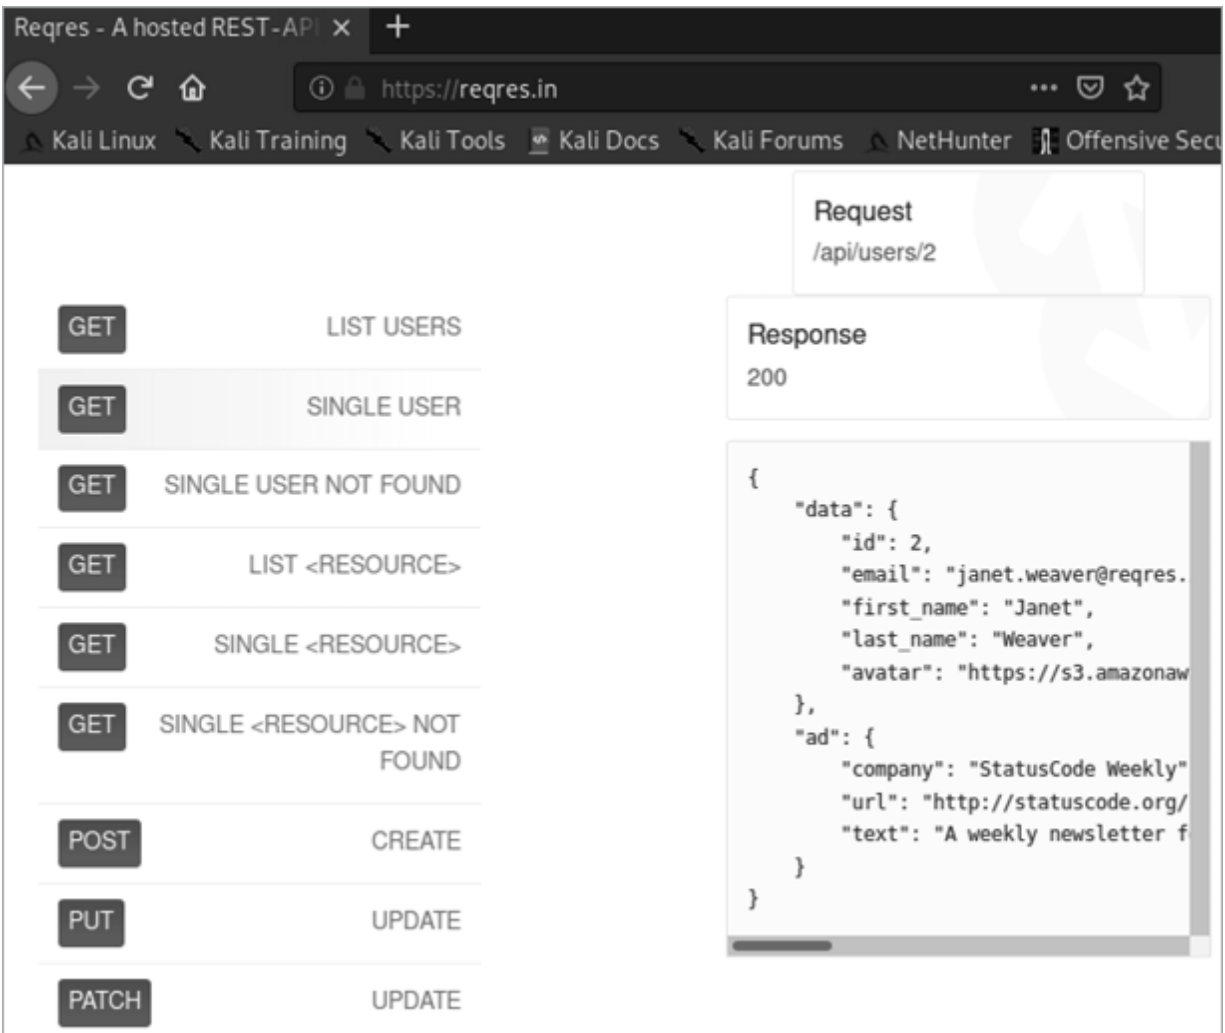 Reqres - A hosted REST-API
https://reqres.in
Kali Linux Kali Training Kali Tools Kali Docs Kali Forums NetHunter Offensive Secu
Request
/api/users/2
Response
200
GET LIST USERS
GET SINGLE USER
GET SINGLE USER NOT FOUND
GET LIST <RESOURCE>
GET SINGLE <RESOURCE>
GET SINGLE <RESOURCE> NOT
FOUND
POST CREATE
PUT UPDATE
PATCH UPDATE
{
"data": {
"id": 2,
"email": "janet.weaver@reqres.
"first_name": "Janet",
"last_name": "Weaver",
"avatar": "https://s3.amazonaw
},
"ad": {
"company": "StatusCode Weekly"
"url": "http://statuscode.org/
"text": "A weekly newsletter f
}
}